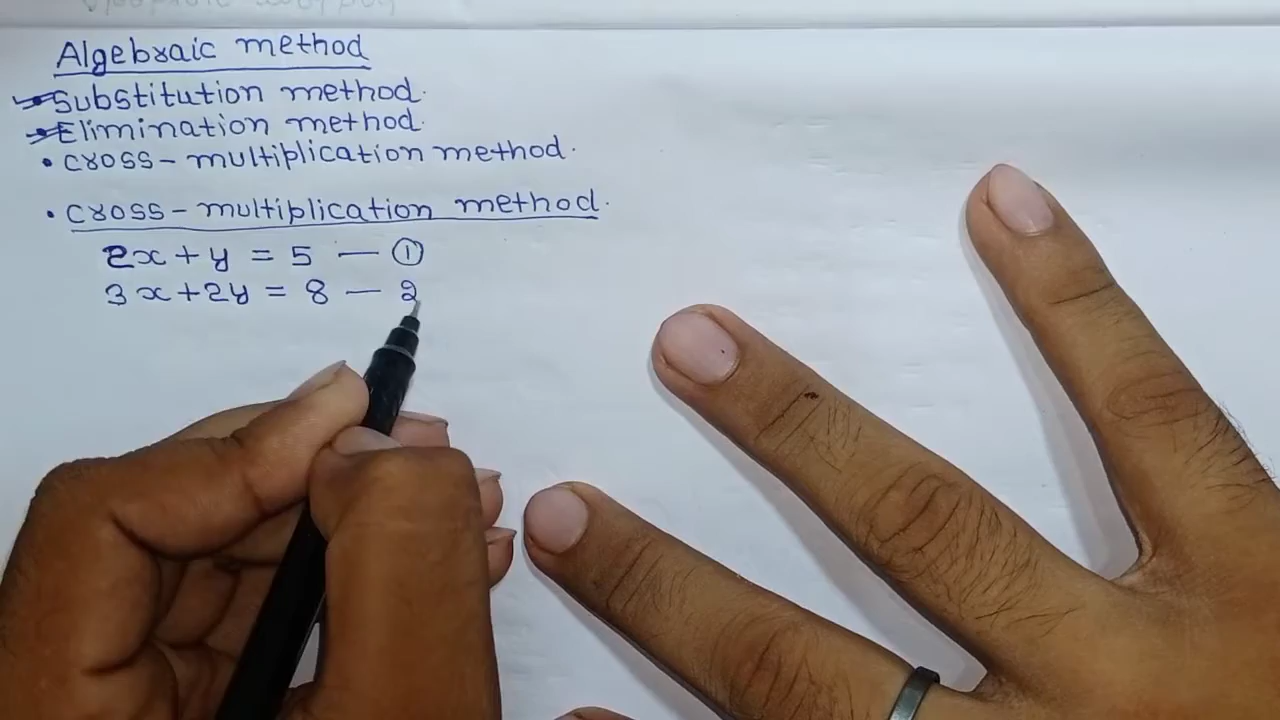 Algebraic method
Substitution method.
Elimination method.
• Cross - multiplication method.
• Cross - multiplication method.
2x + y = 5 — ①
3x + 2y = 8 — 2